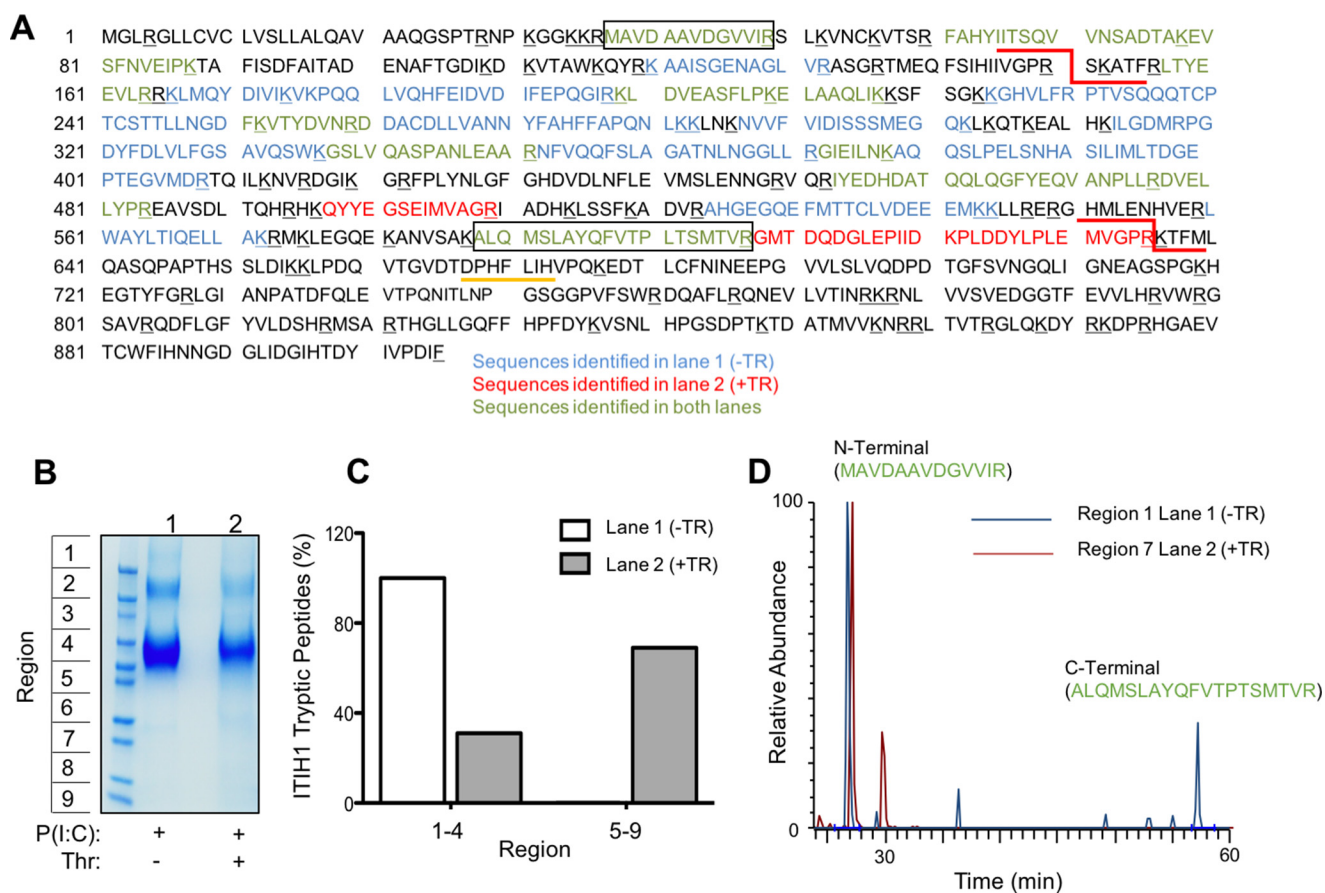 A
1 MGLRGLLCVC LVSLLALQAV AAQGSPTRNP KGGKKRMAVD AAVDGVVIRS LKVNCKVTSR FAHYIITSQV VNSADTAKEV
81 SFNVEIPKTA FISDFAITAD ENAFTGDIKD KVTAWKQYRK AAISGENAGL VRASGRTMEQ FSIHIIVGPR SKATFRLTYE
161 EVLRRKLMQY DIVIKVKPQQ LVQHFEIDVD IFEPQGIRKL DVEASFLPKE LAAQLIKKSF SGKKGHVLFR PTVSQQQTCP
241 TCSTTLLNGD FKVTYDVNRD DACDLLVANN YFAHFFAPQN LKKLNKNVVF VIDISSSMEG QKLKQTKEAL HKILGDMRPG
321 DYFDLVLFGS AVQSWKGSLV QASPANLEAA RNFVQQFSLA GATNLNGGLL RGIEILNKAQ QSLPELSNHA SILIMLTDGE
401 PTEGVMDRTQ ILKNVRDGIK GRFPLYNLGF GHDVDLNFLE VMSLENNGRV QRIYEDHDAT QQLQGFYEQV ANPLLRDVEL
481 LYPREAVSDL TQHRHKQYYE GSEIMVAGRI ADHKLSSFKA DVRAHGEGQE FMTTCLVDEE EMKKLLRERG HMLENHVERL
561 WAYLTIQELL AKRMKLEGQE KANVSAKALQ MSLAYQFVTP LTSMTVRGMT DQDGLEPIID KPLDDYLPLE MVGPRKTFML
641 QASQPAPTHS SLDIKKLPDQ VTGVDTDPHF LIHVPQKEDT LCFNINEEPG VVLSLVQDPD TGFSVNGQLI GNEAGSPGKH
721 EGTYFGRLGI ANPATDFQLE VTPQNITLNP GSGGPVFSWR DQAFLRQNEV LVTINRKRNL VVSVEDGGTF EVVLHRVWRG
801 SAVRQDFLGF YVLDSHRMSA RTHGLLGQFF HPFDYKVSNL HPGSDPTKTD ATMVVKNRRL TVTRGLQKDY RKDPRHGAEV
881 TCWFIHNNGD GLIDGIHTDY IVPDIF
Sequences identified in lane 1 (-TR)
Sequences identified in lane 2 (+TR)
Sequences identified in both lanes
B
1 2
Region
1
2
3
4
5
6
7
8
9
P(I:C): + +
Thr: - +
C
ITIH1 Tryptic Peptides (%)
120
80
40
0
1-4 5-9
Region
Lane 1 (-TR)
Lane 2 (+TR)
D
N-Terminal
(MAVDAAVDGVVIR)
Region 1 Lane 1 (-TR)
Region 7 Lane 2 (+TR)
C-Terminal
(ALQMSLAYQFVTPTSMTVR)
Relative Abundance
100
0
30 60
Time (min)